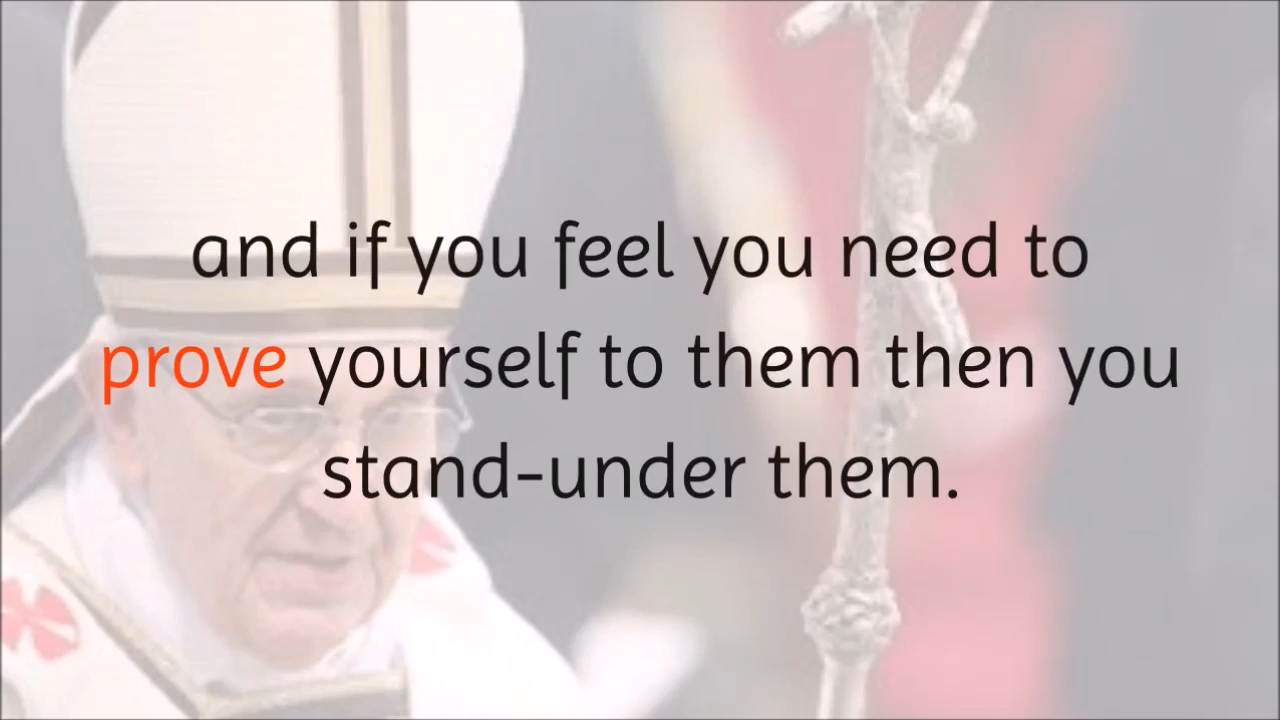 and if you feel you need to
prove yourself to them then you
stand-under them.